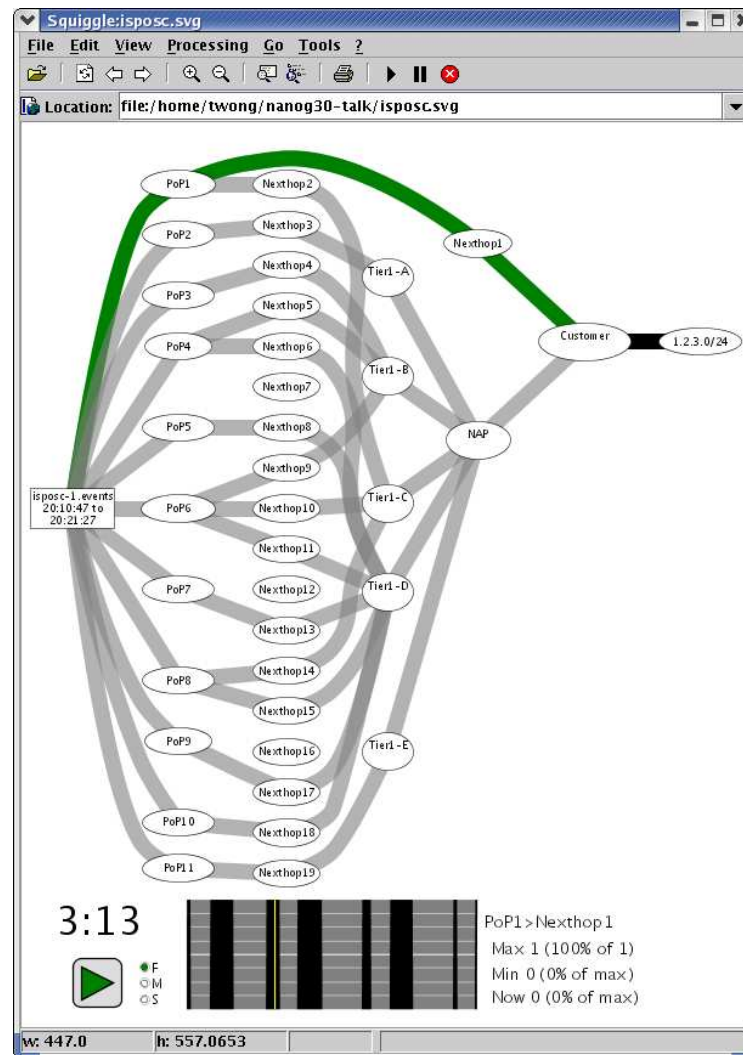 Squiggle:isposc.svg
File Edit View Processing Go Tools ?
Location: file:/home/twong/nanog30-talk/isposc.svg
PoP1
Nexthop2
PoP2
Nexthop3
Nexthop1
PoP3
Nexthop4
Tier1-A
Nexthop5
PoP4
Nexthop6
Customer
1.2.3.0/24
Nexthop7
Tier1-B
PoP5
Nexthop8
NAP
Nexthop9
isposc-1.events
20:10:47 to
20:21:27
PoP6
Nexthop10
Tier1-C
Nexthop11
PoP7
Nexthop12
Tier1-D
Nexthop13
PoP8
Nexthop14
Nexthop15
PoP9
Nexthop16
Tier1-E
Nexthop17
PoP10
Nexthop18
PoP11
Nexthop19
3:13
F
M
S
PoP1>Nexthop1
Max 1 (100% of 1)
Min 0 (0% of max)
Now 0 (0% of max)
w: 447.0 h: 557.0653